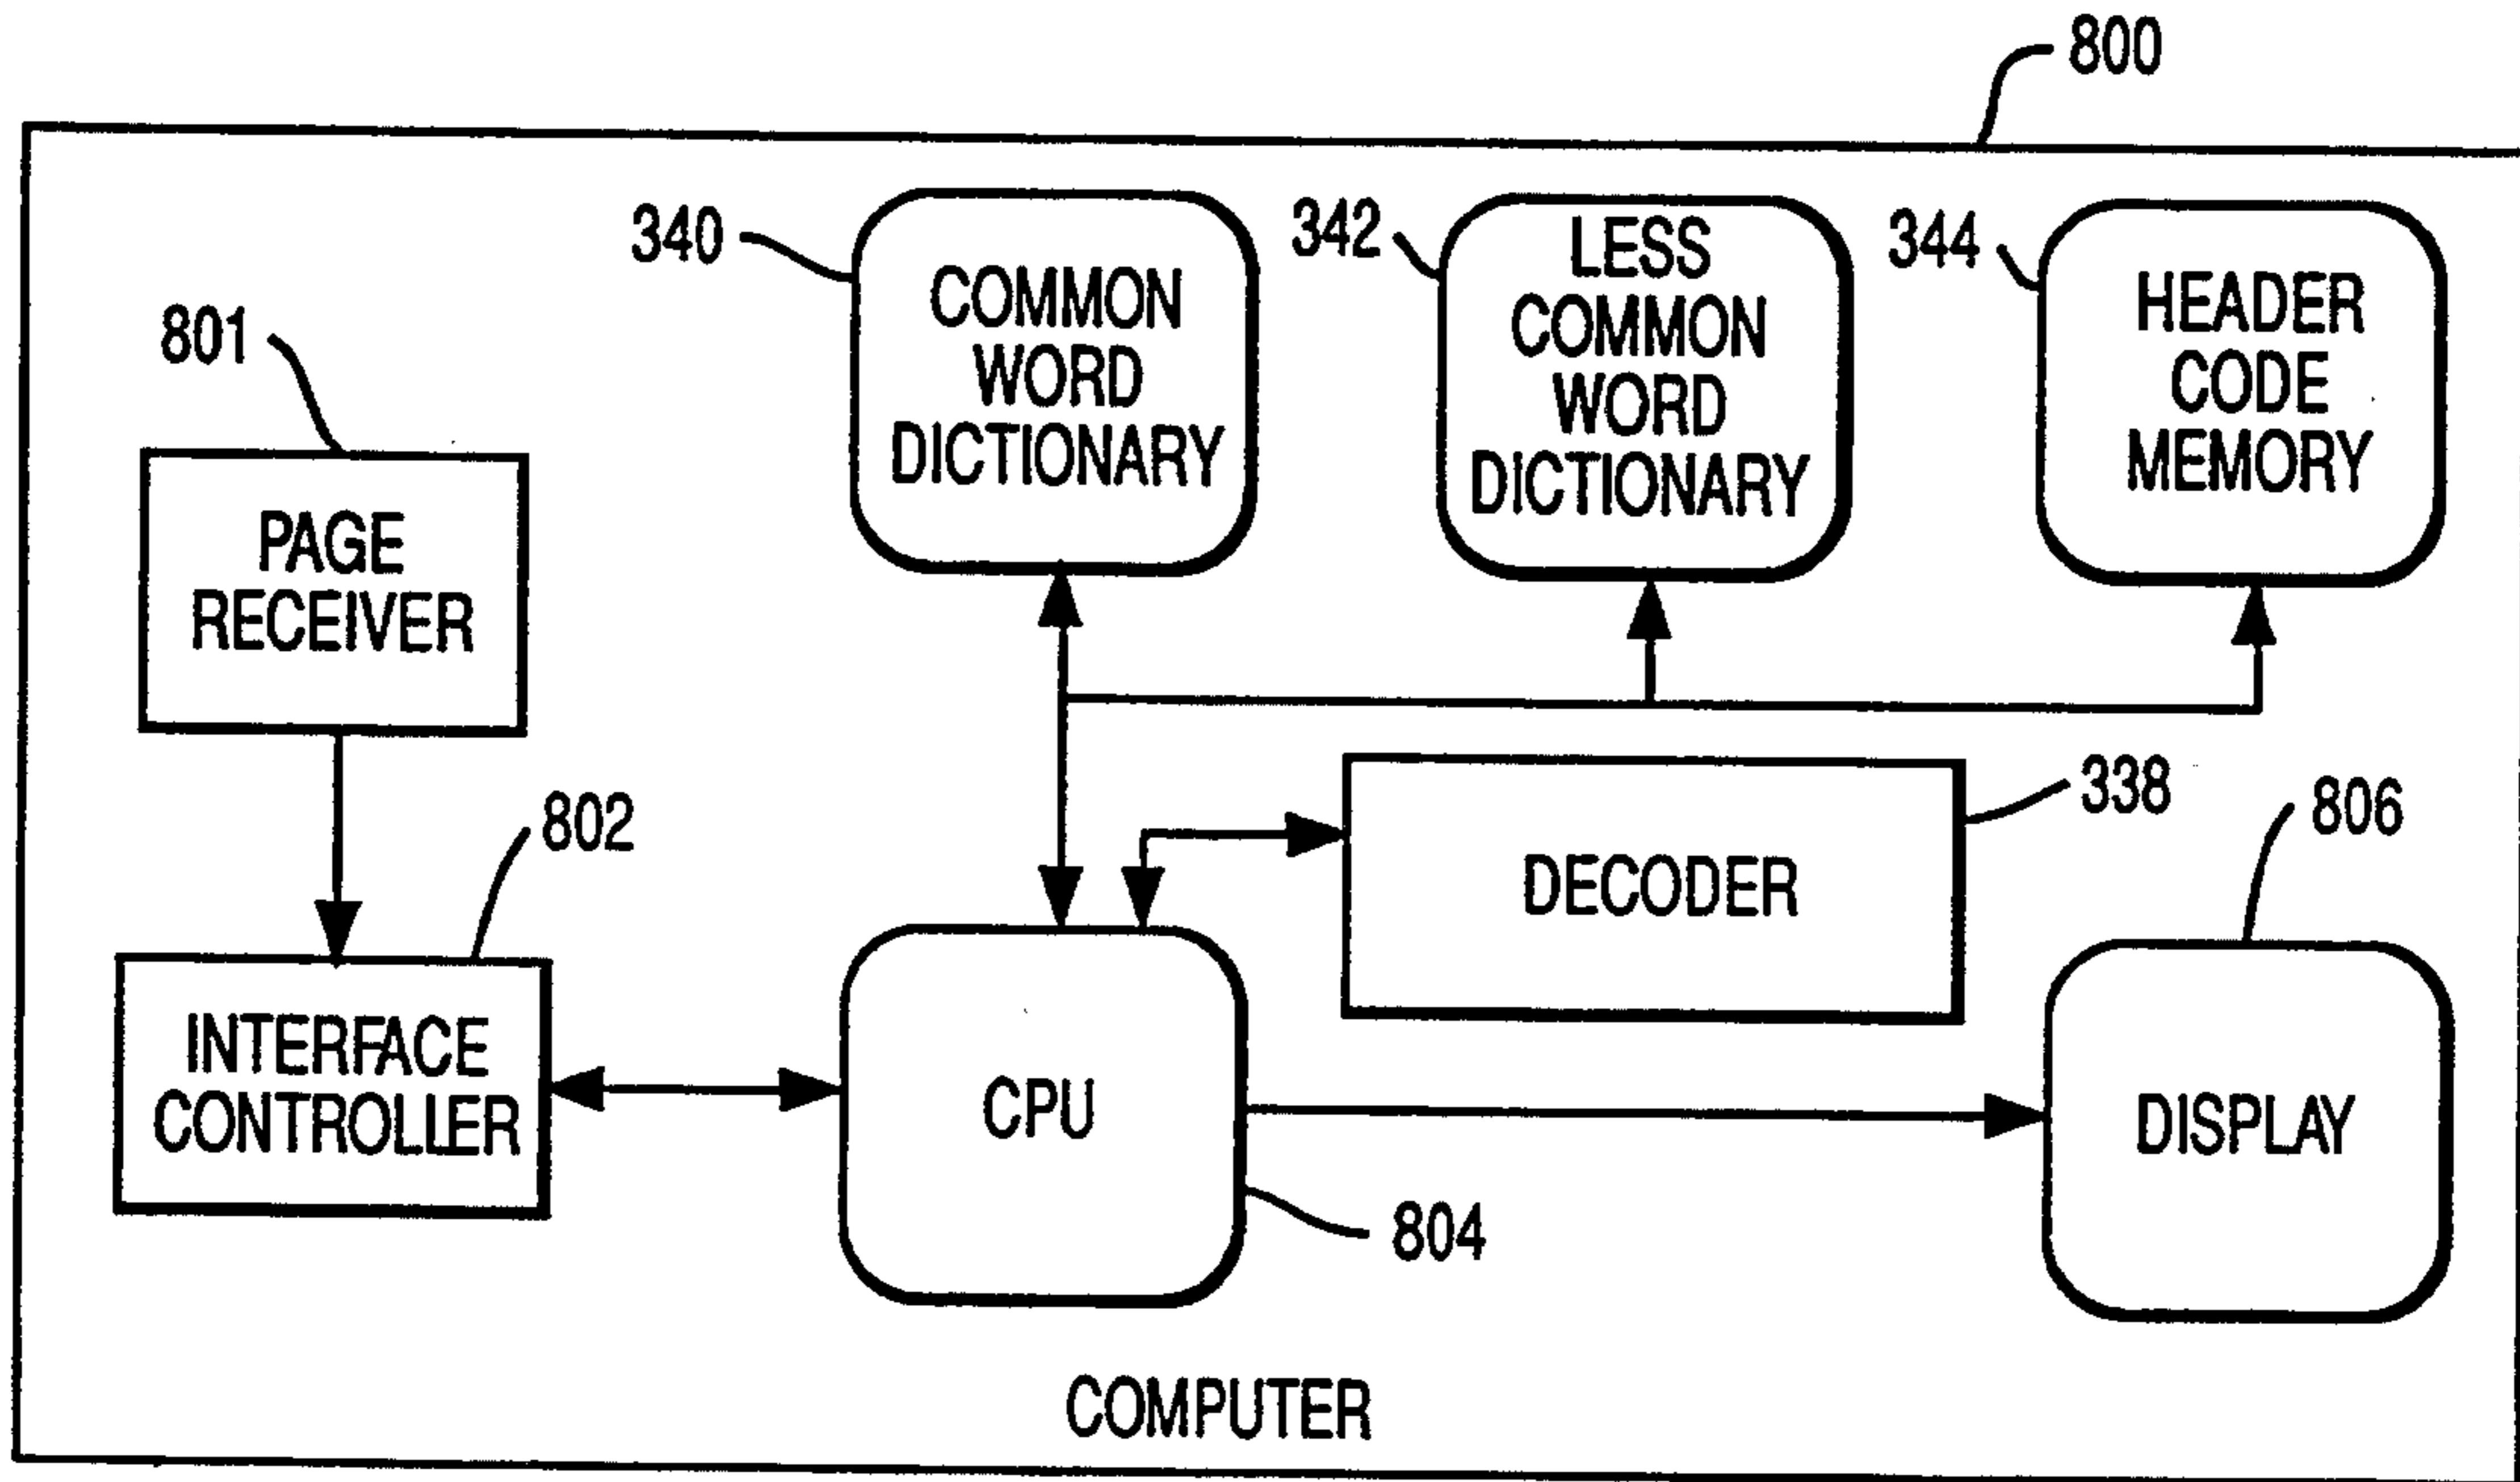 800
340
COMMON
WORD
DICTIONARY
342
LESS
COMMON
WORD
DICTIONARY
344
HEADER
CODE
MEMORY
801
PAGE
RECEIVER
802
INTERFACE
CONTROLLER
DECODER
338
806
CPU
804
DISPLAY
COMPUTER